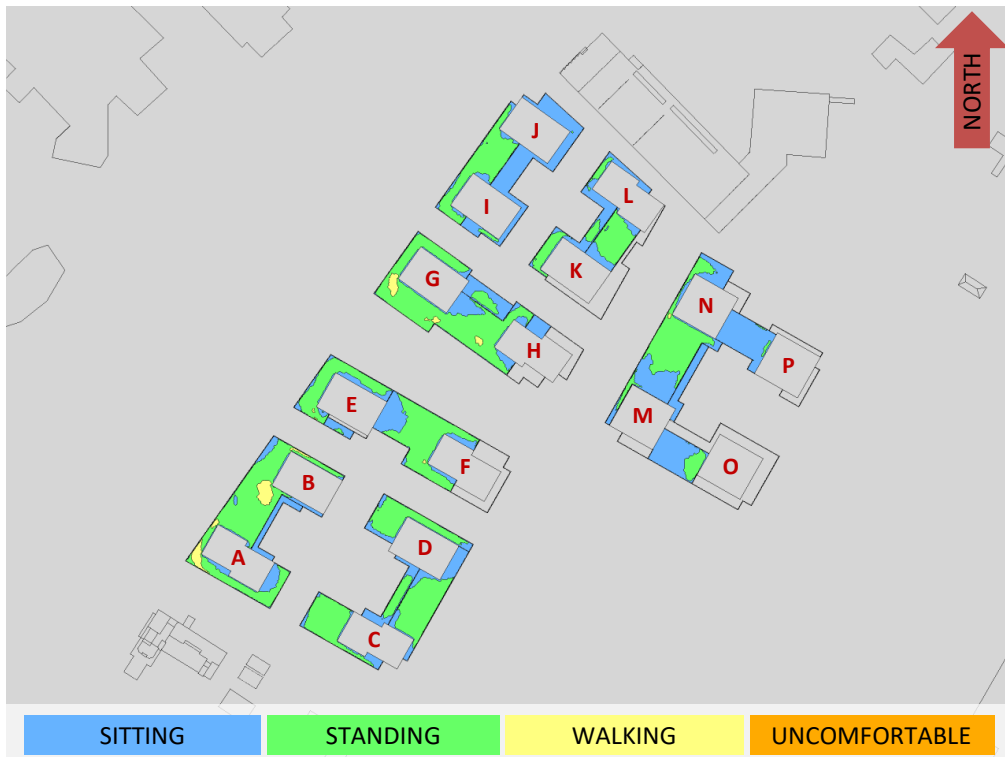 NORTH
J
L
I
K
G
N
H
P
E
M
F
O
B
D
A
C
SITTING
STANDING
WALKING
UNCOMFORTABLE